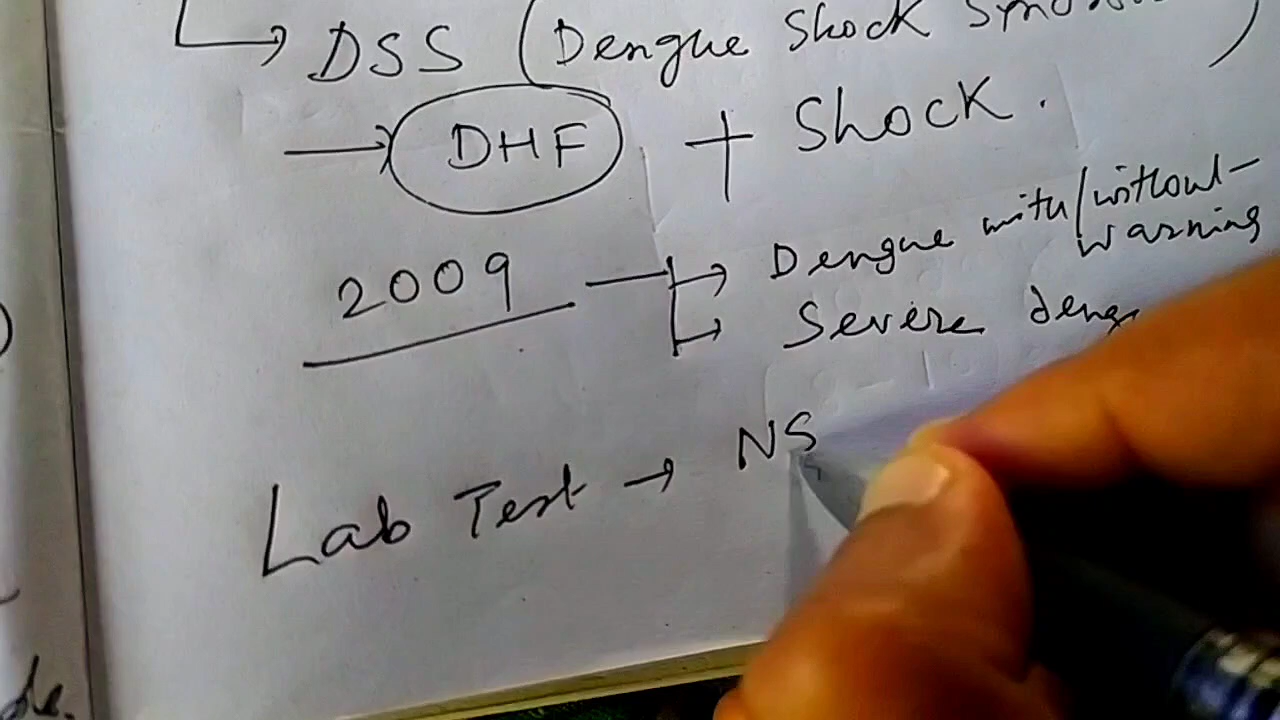 DSS (Dengue Shock
DHF + Shock.
2009 Dengue with/without
warning
Severe
Lab Test → NS